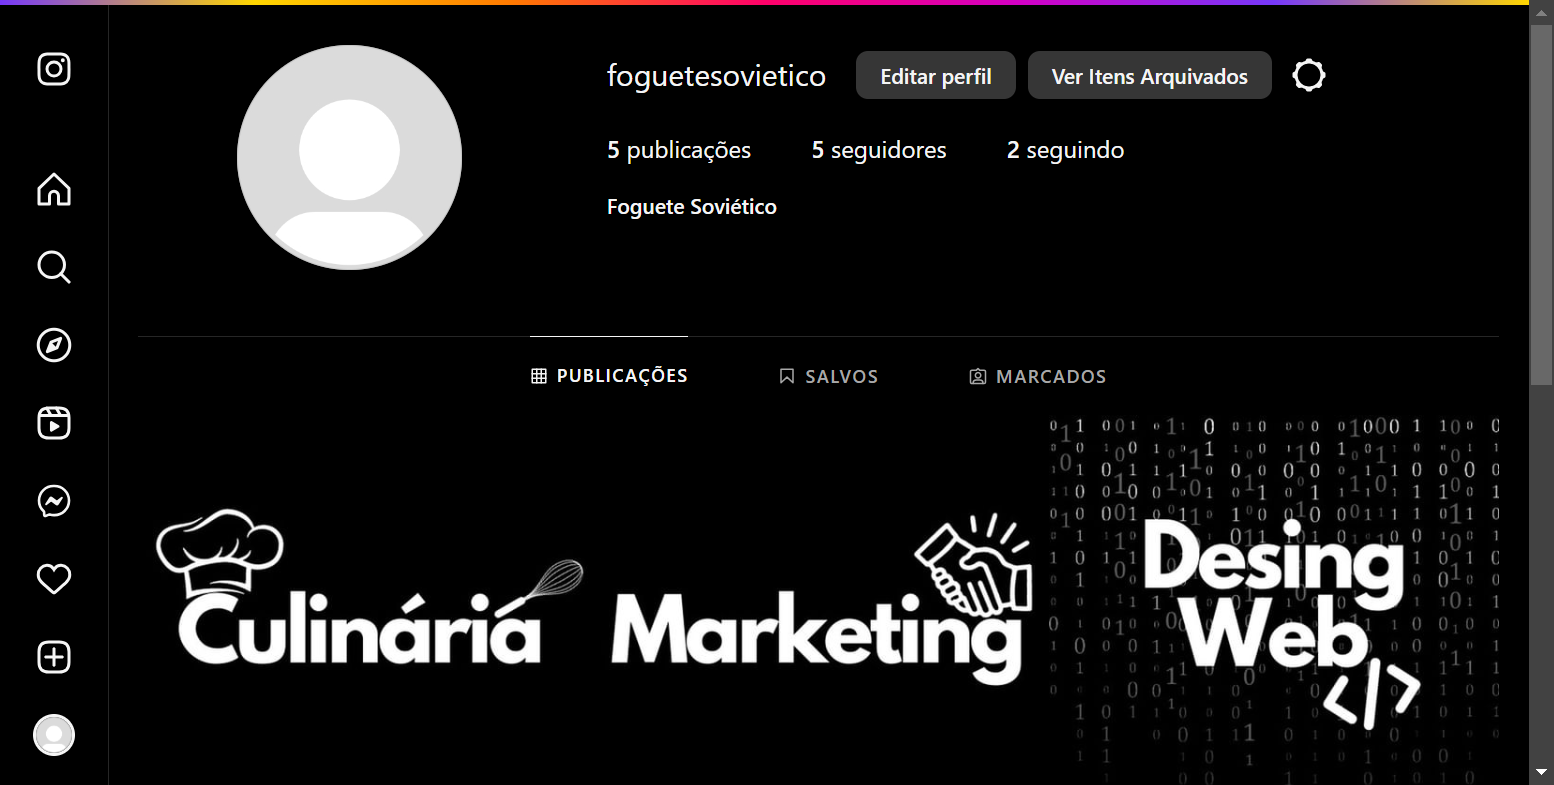 foguetesovietico Editar perfil Ver Itens Arquivados
5 publicações 5 seguidores 2 seguindo
Foguete Soviético
PUBLICAÇÕES SALVOS MARCADOS
Culinária
Marketing
Desing
Web
</>